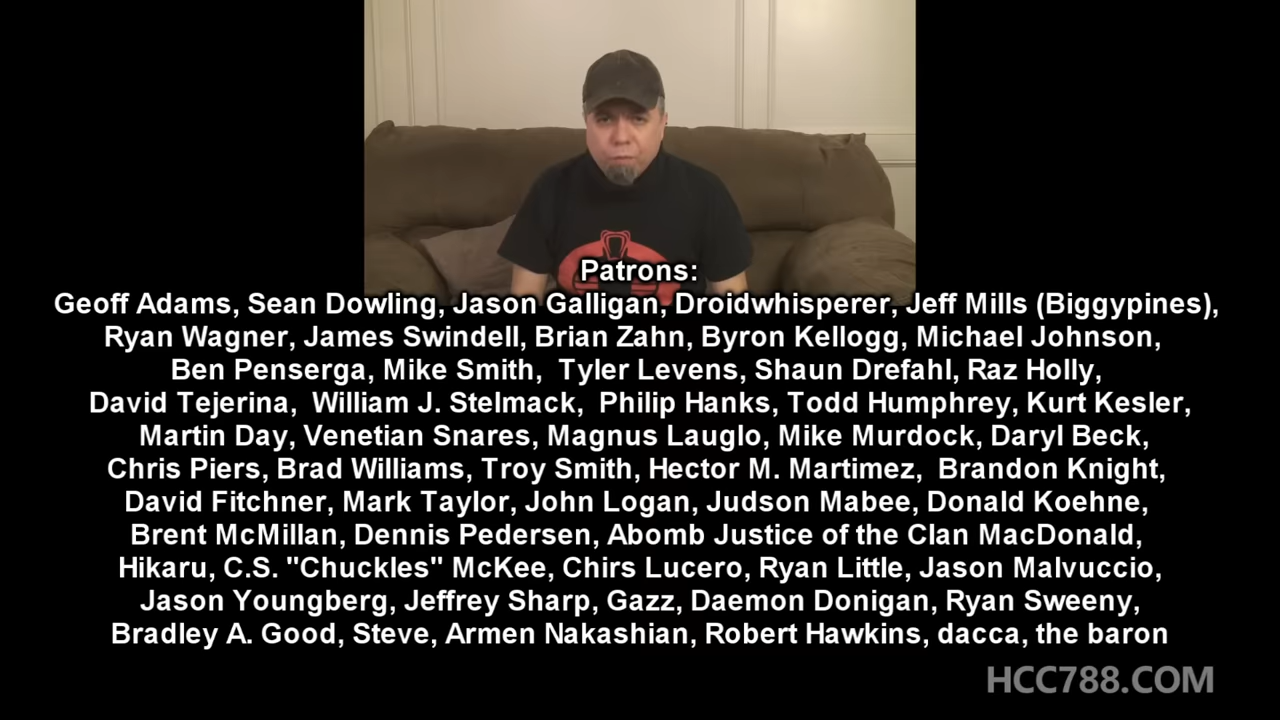 Patrons:
Geoff Adams, Sean Dowling, Jason Galligan, Droidwhisperer, Jeff Mills (Biggypines),
Ryan Wagner, James Swindell, Brian Zahn, Byron Kellogg, Michael Johnson,
Ben Penserga, Mike Smith,  Tyler Levens, Shaun Drefahl, Raz Holly,
David Tejerina,  William J. Stelmack,  Philip Hanks, Todd Humphrey, Kurt Kesler,
Martin Day, Venetian Snares, Magnus Lauglo, Mike Murdock, Daryl Beck,
Chris Piers, Brad Williams, Troy Smith, Hector M. Martimez,  Brandon Knight,
David Fitchner, Mark Taylor, John Logan, Judson Mabee, Donald Koehne,
Brent McMillan, Dennis Pedersen, Abomb Justice of the Clan MacDonald,
Hikaru, C.S. "Chuckles" McKee, Chirs Lucero, Ryan Little, Jason Malvuccio,
Jason Youngberg, Jeffrey Sharp, Gazz, Daemon Donigan, Ryan Sweeny,
Bradley A. Good, Steve, Armen Nakashian, Robert Hawkins, dacca, the baron
HCC788.COM